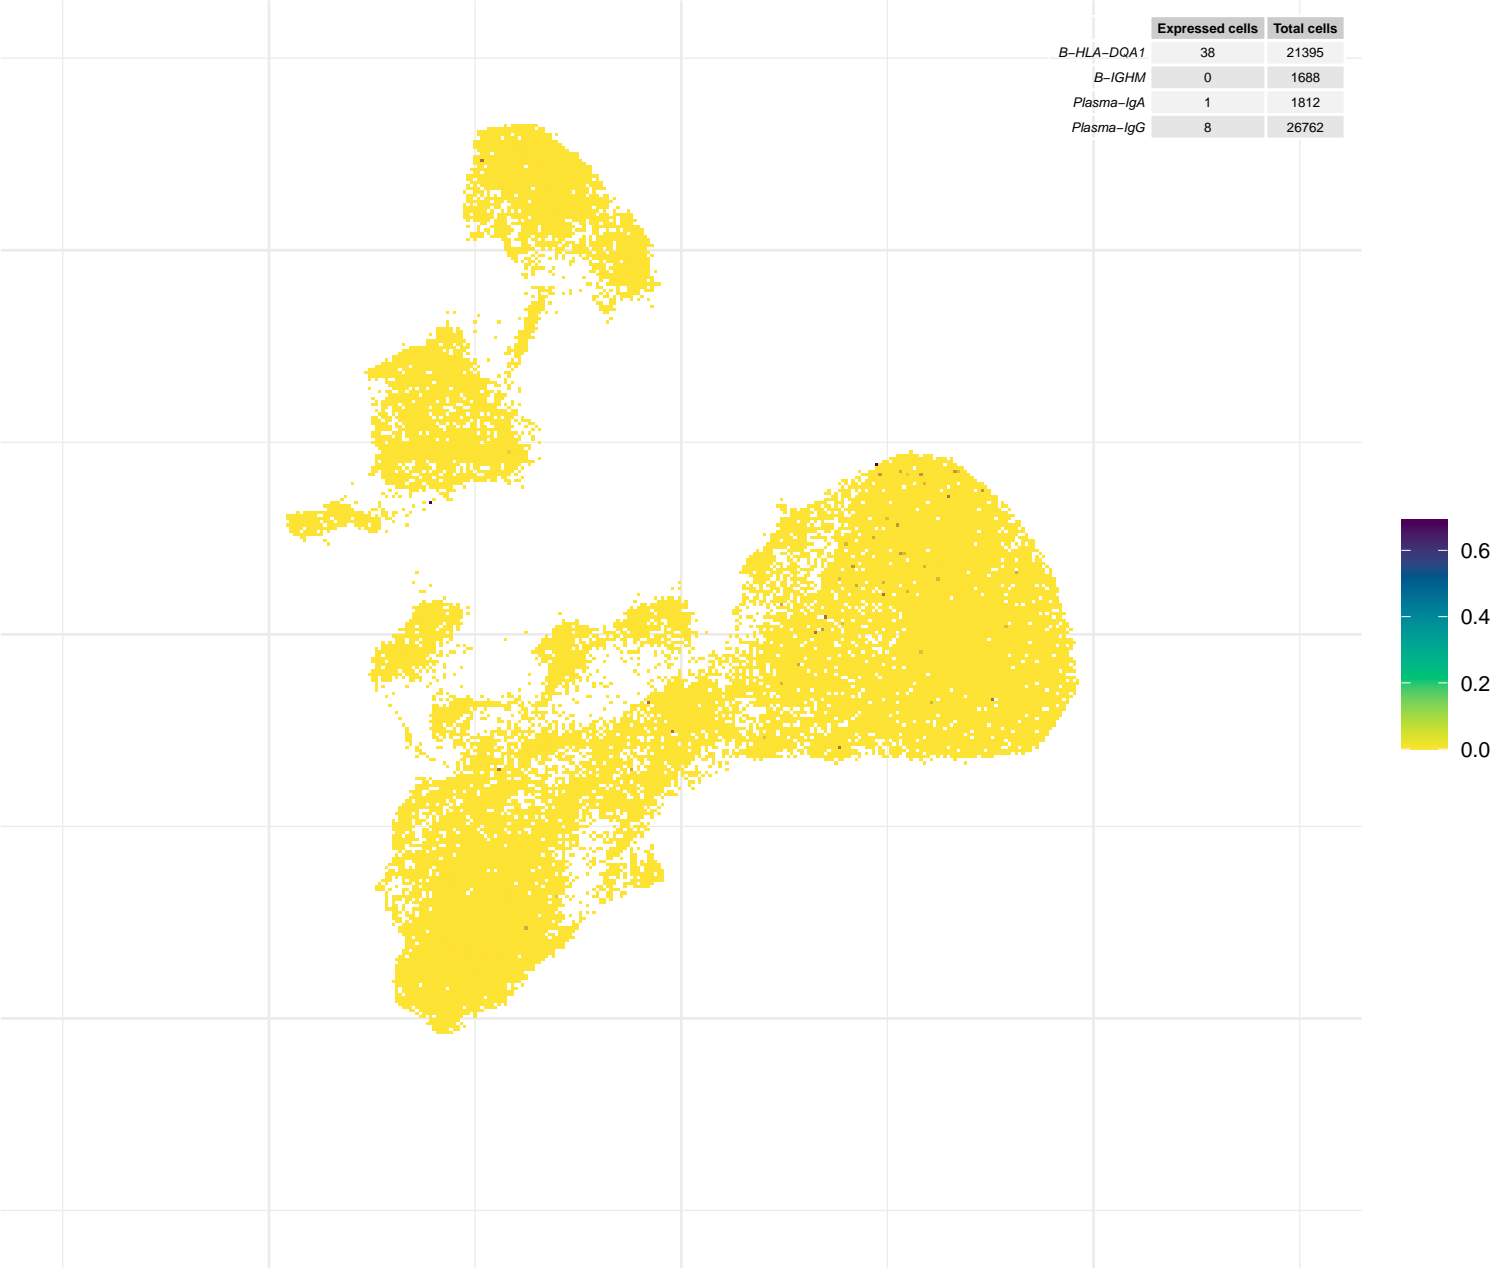 Expressed cells Total cells
B−HLA−DQA1 38 21395
B−IGHM 0 1688
Plasma−IgA 1 1812
Plasma−IgG 8 26762
0.6
0.4
0.2
0.0